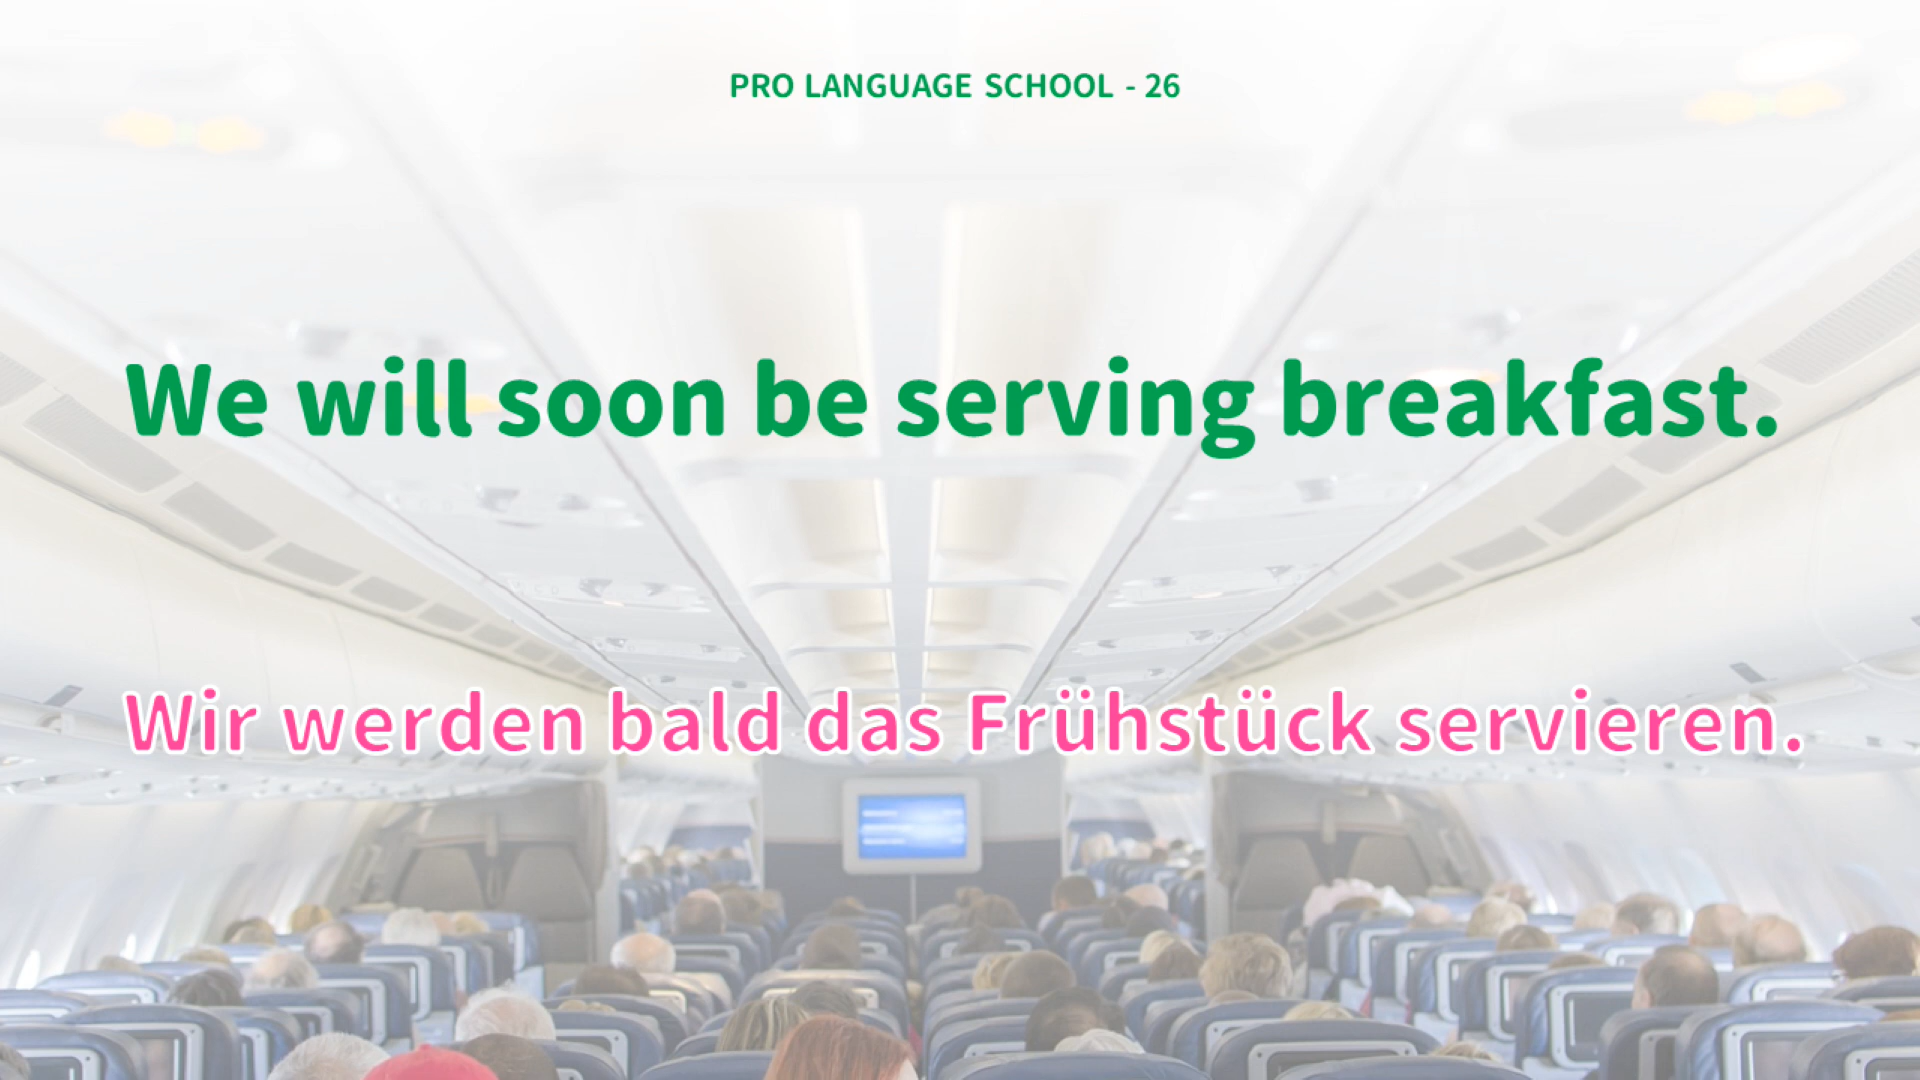 PRO LANGUAGE SCHOOL - 26
We will soon be serving breakfast.
Wir werden bald das Frühstück servieren.